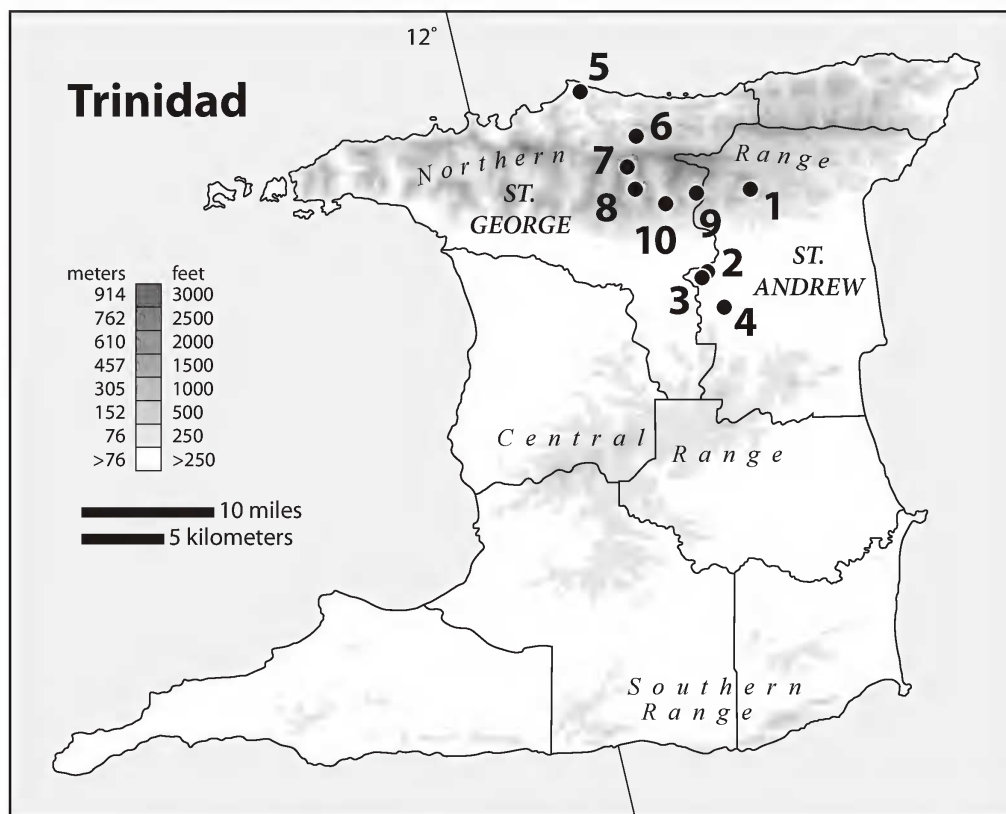 12°
Trinidad
5
6
Northern
Range
7
ST.
GEORGE
8
10
9
1
2
3
4
ST.
ANDREW
meters feet
914 3000
762 2500
610 2000
457 1500
305 1000
152 500
76 250
>76 >250
Central
Range
10 miles
5 kilometers
Southern
Range